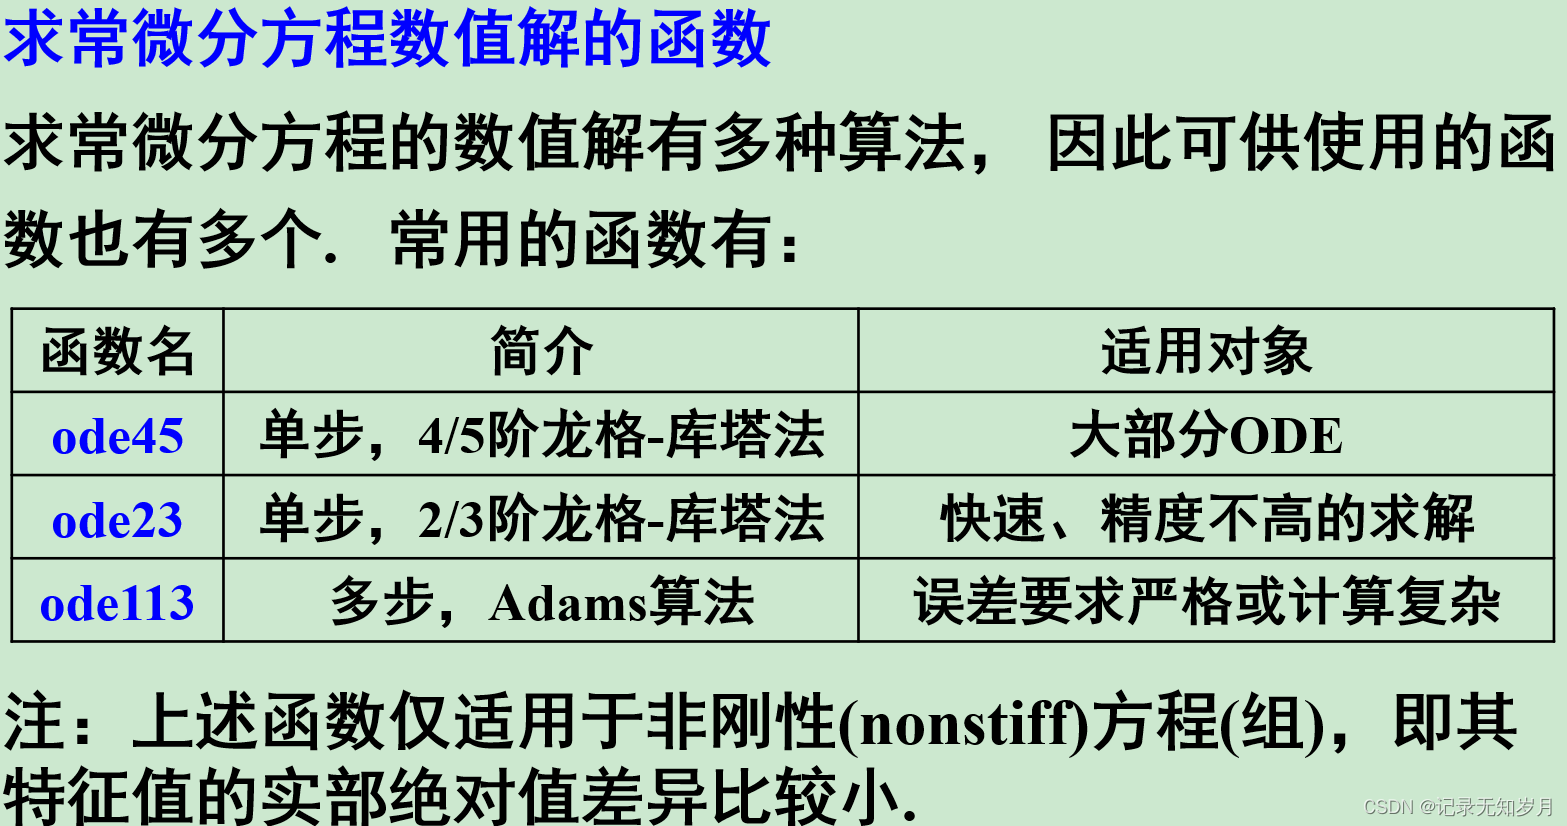 求常微分方程数值解的函数
求常微分方程的数值解有多种算法， 因此可供使用的函
数也有多个. 常用的函数有：
函数名 简介 适用对象
ode45 单步，4/5阶龙格-库塔法 大部分ODE
ode23 单步，2/3阶龙格-库塔法 快速、精度不高的求解
ode113 多步，Adams算法 误差要求严格或计算复杂
注：上述函数仅适用于非刚性(nonstiff)方程(组)，即其
特征值的实部绝对值差异比较小.
CSDN @记录无知岁月